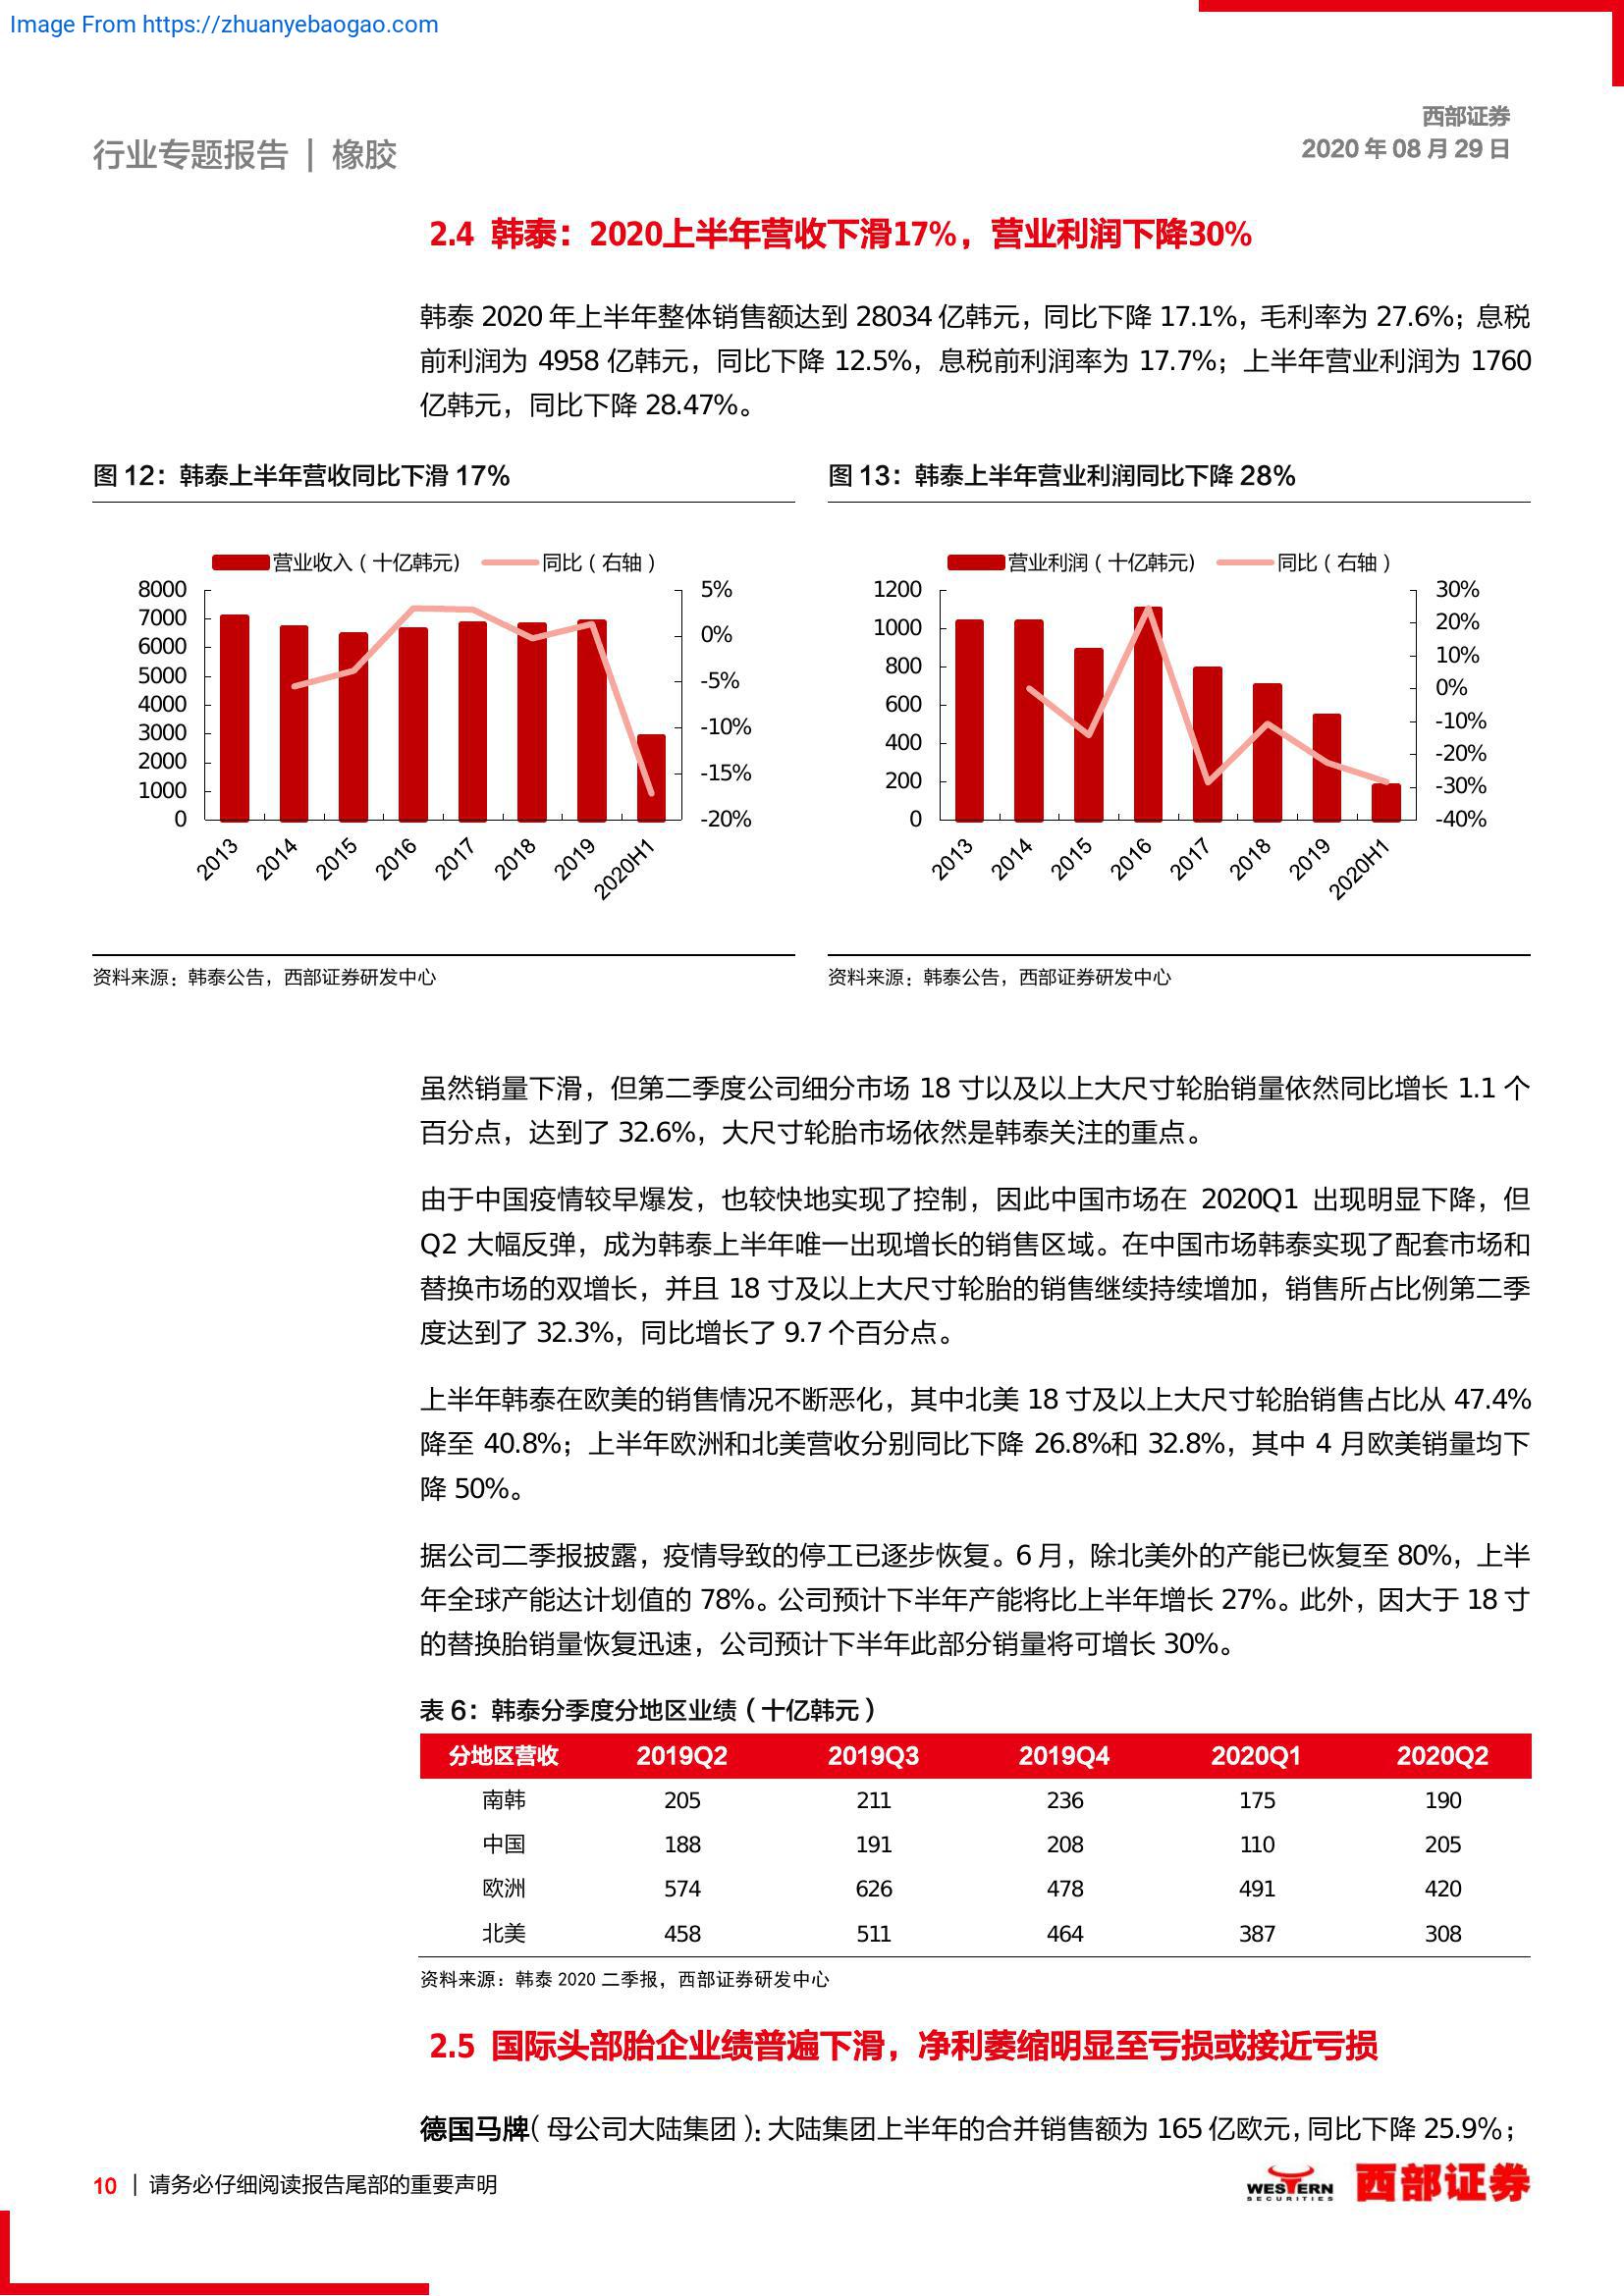 Image From https://zhuanyebaogao.com
西部证券
行业专题报告 | 橡胶
2020 年 08 月 29 日
2.4 韩泰：2020上半年营收下滑17%，营业利润下降30%
韩泰 2020 年上半年整体销售额达到 28034 亿韩元，同比下降 17.1%，毛利率为 27.6%；息税
前利润为 4958 亿韩元，同比下降 12.5%，息税前利润率为 17.7%；上半年营业利润为 1760
亿韩元，同比下降 28.47%。
图 12：韩泰上半年营收同比下滑 17%
营业收入（十亿韩元） 同比（右轴）
8000
7000
6000
5000
4000
3000
2000
1000
0
5%
0%
-5%
-10%
-15%
-20%
2013 2014 2015 2016 2017 2018 2019 2020H1
资料来源：韩泰公告，西部证券研发中心
图 13：韩泰上半年营业利润同比下降 28%
营业利润（十亿韩元） 同比（右轴）
1200
1000
800
600
400
200
0
30%
20%
10%
0%
-10%
-20%
-30%
-40%
2013 2014 2015 2016 2017 2018 2019 2020H1
资料来源：韩泰公告，西部证券研发中心
虽然销量下滑，但第二季度公司细分市场 18 寸以及以上大尺寸轮胎销量依然同比增长 1.1 个
百分点，达到了 32.6%，大尺寸轮胎市场依然是韩泰关注的重点。
由于中国疫情较早爆发，也较快地实现了控制，因此中国市场在 2020Q1 出现明显下降，但
Q2 大幅反弹，成为韩泰上半年唯一出现增长的销售区域。在中国市场韩泰实现了配套市场和
替换市场的双增长，并且 18 寸及以上大尺寸轮胎的销售继续持续增加，销售所占比例第二季
度达到了 32.3%，同比增长了 9.7 个百分点。
上半年韩泰在欧美的销售情况不断恶化，其中北美 18 寸及以上大尺寸轮胎销售占比从 47.4%
降至 40.8%；上半年欧洲和北美营收分别同比下降 26.8%和 32.8%，其中 4 月欧美销量均下
降 50%。
据公司二季报披露，疫情导致的停工已逐步恢复。6 月，除北美外的产能已恢复至 80%，上半
年全球产能达计划值的 78%。公司预计下半年产能将比上半年增长 27%。此外，因大于 18 寸
的替换胎销量恢复迅速，公司预计下半年此部分销量将可增长 30%。
表 6：韩泰分季度分地区业绩（十亿韩元）
分地区营收 2019Q2 2019Q3 2019Q4 2020Q1 2020Q2
南韩 205 211 236 175 190
中国 188 191 208 110 205
欧洲 574 626 478 491 420
北美 458 511 464 387 308
资料来源：韩泰 2020 二季报，西部证券研发中心
2.5 国际头部胎企业绩普遍下滑，净利萎缩明显至亏损或接近亏损
德国马牌（母公司大陆集团）：大陆集团上半年的合并销售额为 165 亿欧元，同比下降 25.9%；
10 | 请务必仔细阅读报告尾部的重要声明
WESTERN
SECURITIES
西部证券